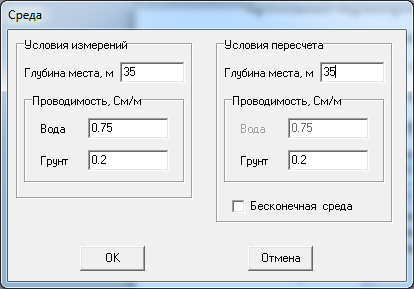 Среда
Условия измерений
Глубина места, м 35
Проводимость, См/м
Вода 0.75
Грунт 0.2
Условия пересчета
Глубина места, м 35
Проводимость, См/м
Вода 0.75
Грунт 0.2
Бесконечная среда
OK
Отмена